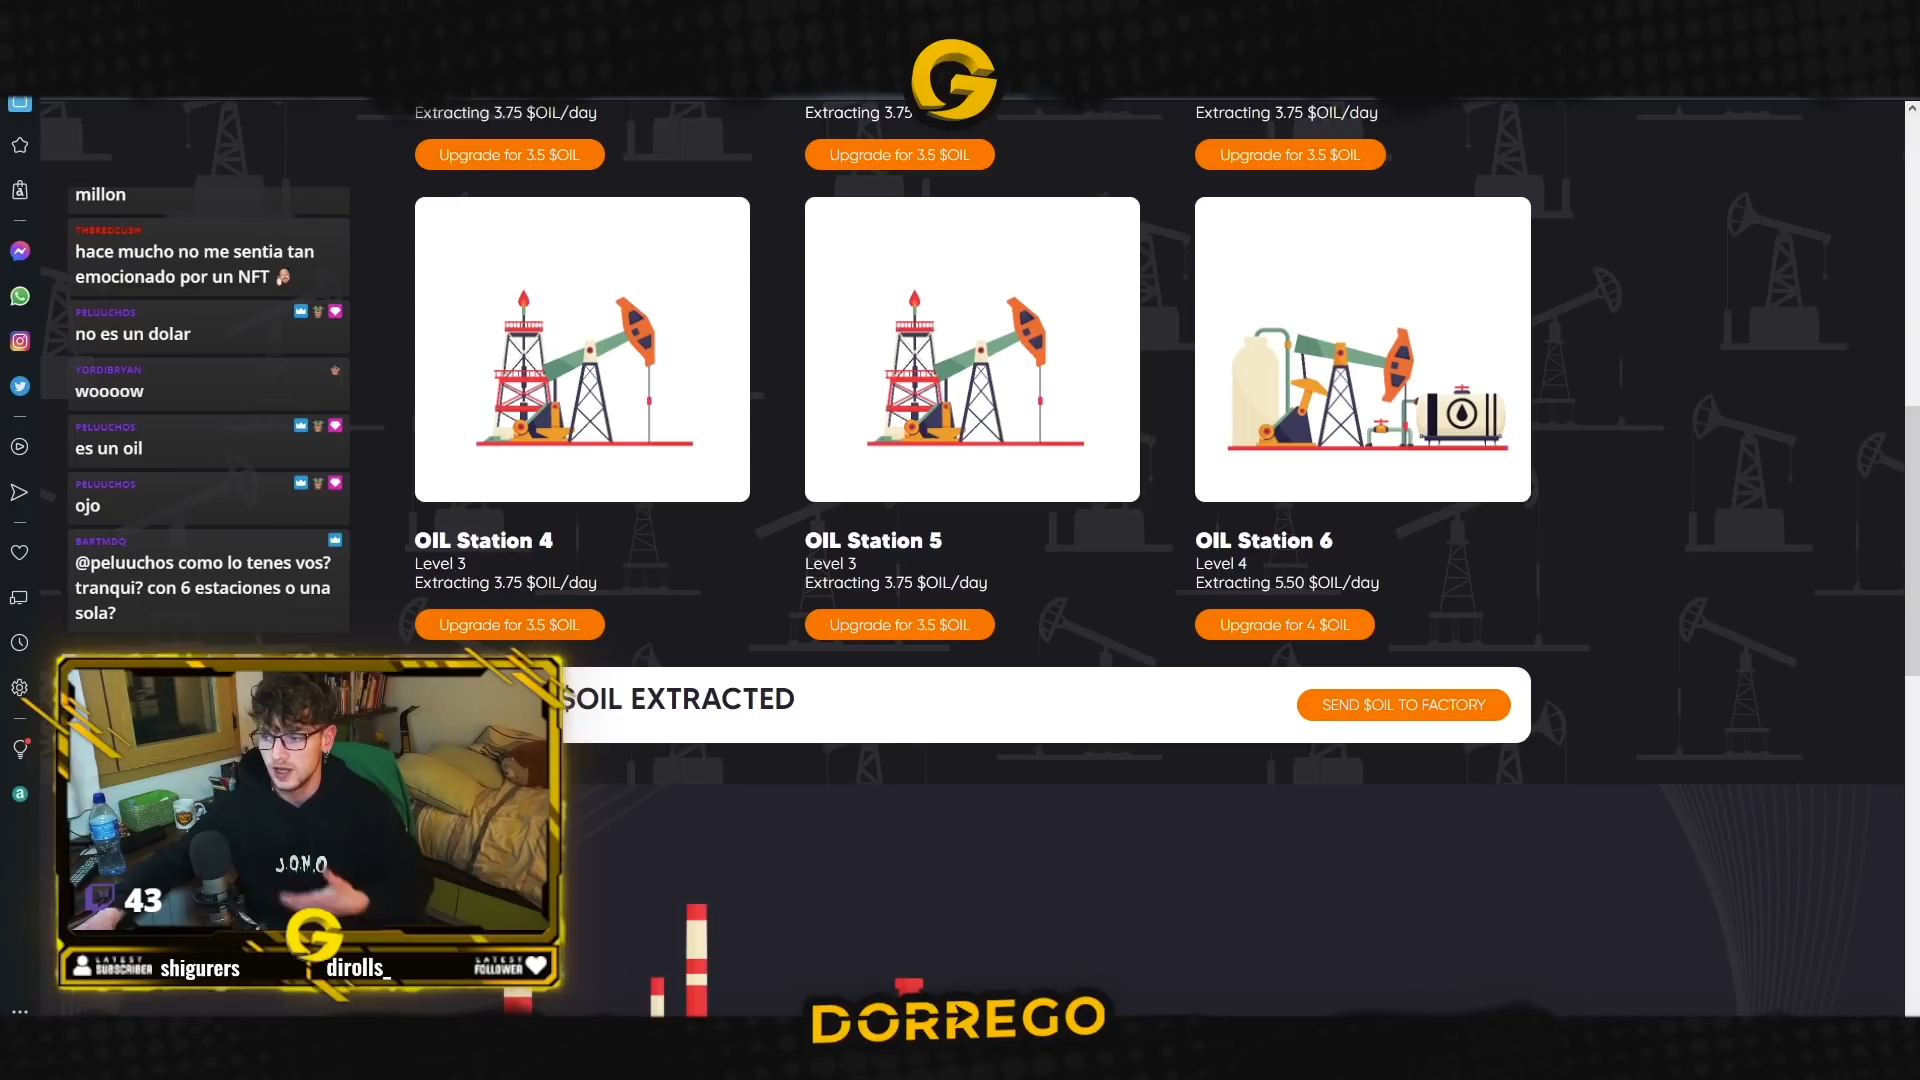 Extracting 3.75 $OIL/day
Extracting 3.75
Extracting 3.75 $OIL/day
Upgrade for 3.5 $OIL
Upgrade for 3.5 $OIL
Upgrade for 3.5 $OIL
millon
THEREDCUSH
hace mucho no me sentia tan
emocionado por un NFT
PELUUCHOS
no es un dolar
YORDIBRYAN
woooow
PELUUCHOS
es un oil
PELUUCHOS
ojo
BARTMDQ
@peluuchos como lo tenes vos?
tranqui? con 6 estaciones o una
sola?
OIL Station 4
Level 3
Extracting 3.75 $OIL/day
Upgrade for 3.5 $OIL
OIL Station 5
Level 3
Extracting 3.75 $OIL/day
Upgrade for 3.5 $OIL
OIL Station 6
Level 4
Extracting 5.50 $OIL/day
Upgrade for 4 $OIL
$OIL EXTRACTED
SEND $OIL TO FACTORY
J.O.M.O
43
LATEST
SUBSCRIBER
shigurers
dirolls_
LATEST
FOLLOWER
DORREGO